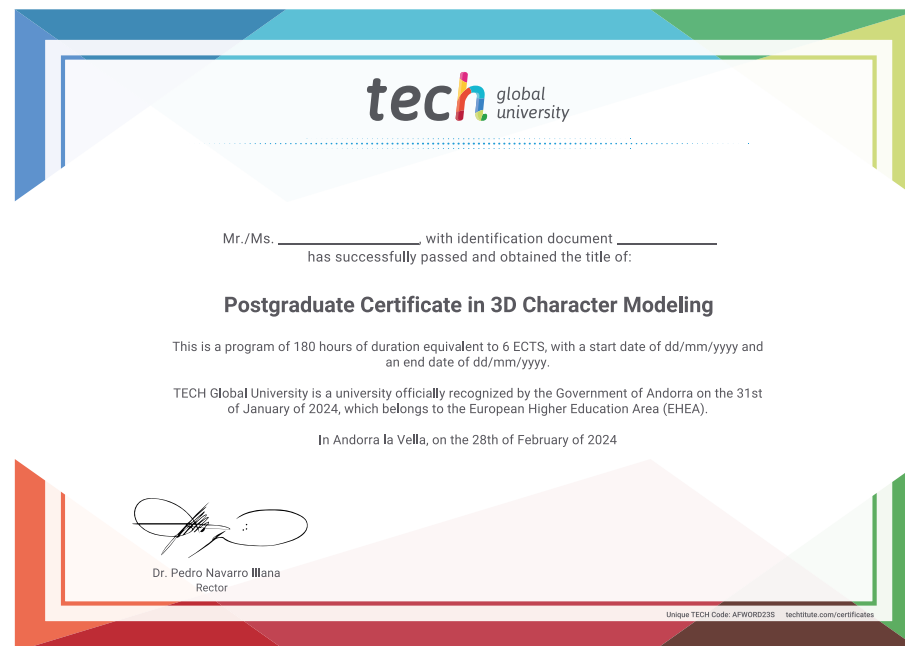 tech global
university
Mr./Ms. ____________, with identification document ____________
has successfully passed and obtained the title of:
Postgraduate Certificate in 3D Character Modeling
This is a program of 180 hours of duration equivalent to 6 ECTS, with a start date of dd/mm/yyyy and
an end date of dd/mm/yyyy.
TECH Global University is a university officially recognized by the Government of Andorra on the 31st
of January of 2024, which belongs to the European Higher Education Area (EHEA).
In Andorra la Vella, on the 28th of February of 2024
Dr. Pedro Navarro Illana
Rector
Unique TECH Code: AFWORD23S techtitute.com/certificates